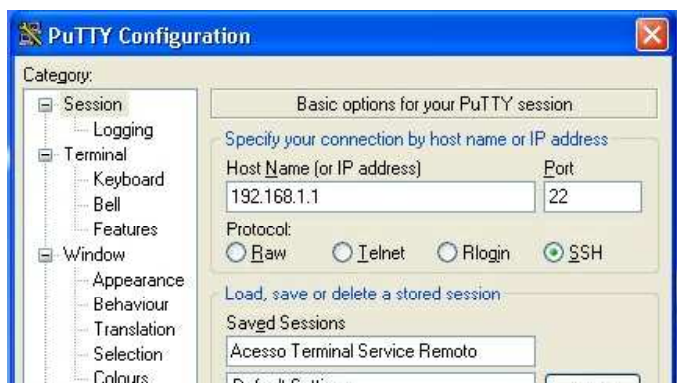 PuTTY Configuration
Category:
Session
Logging
Terminal
Keyboard
Bell
Features
Window
Appearance
Behaviour
Translation
Selection
Colours
Basic options for your PuTTY session
Specify your connection by host name or IP address
Host Name (or IP address) Port
192.168.1.1 22
Protocol:
Raw Telnet Rlogin SSH
Load, save or delete a stored session
Saved Sessions
Acesso Terminal Service Remoto
Default Settings